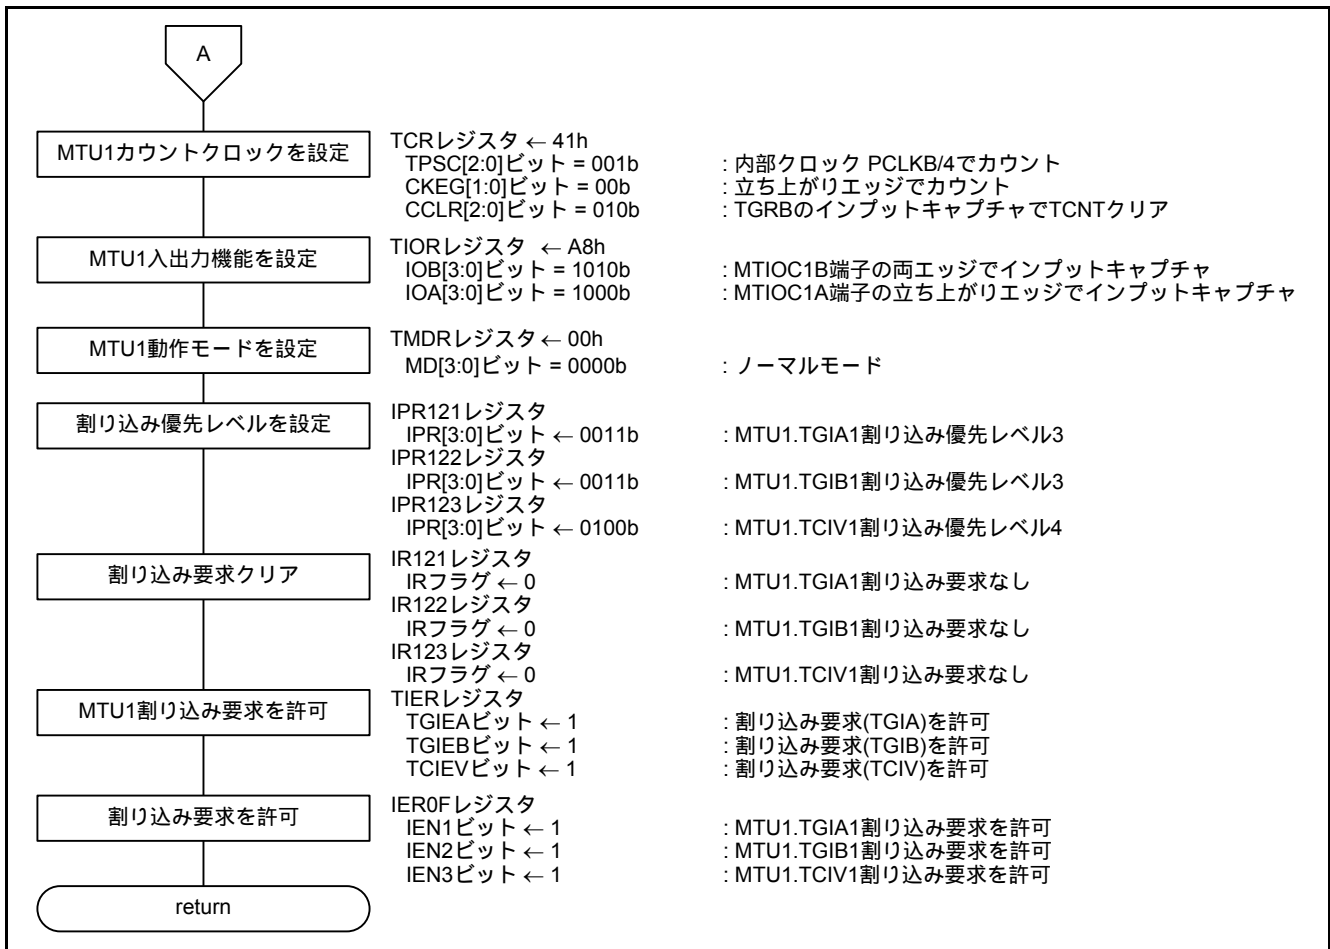 A
MTU1カウントクロックを設定
TCRレジスタ ← 41h
TPSC[2:0]ビット = 001b : 内部クロック PCLKB/4でカウント
CKEG[1:0]ビット = 00b : 立ち上がりエッジでカウント
CCLR[2:0]ビット = 010b : TGRBのインプットキャプチャでTCNTクリア
MTU1入出力機能を設定
TIORレジスタ ← A8h
IOB[3:0]ビット = 1010b : MTIOC1B端子の両エッジでインプットキャプチャ
IOA[3:0]ビット = 1000b : MTIOC1A端子の立ち上がりエッジでインプットキャプチャ
MTU1動作モードを設定
TMDRレジスタ ← 00h
MD[3:0]ビット = 0000b : ノーマルモード
割り込み優先レベルを設定
IPR121レジスタ
IPR[3:0]ビット ← 0011b : MTU1.TGIA1割り込み優先レベル3
IPR122レジスタ
IPR[3:0]ビット ← 0011b : MTU1.TGIB1割り込み優先レベル3
IPR123レジスタ
IPR[3:0]ビット ← 0100b : MTU1.TCIV1割り込み優先レベル4
割り込み要求クリア
IR121レジスタ
IRフラグ ← 0 : MTU1.TGIA1割り込み要求なし
IR122レジスタ
IRフラグ ← 0 : MTU1.TGIB1割り込み要求なし
IR123レジスタ
IRフラグ ← 0 : MTU1.TCIV1割り込み要求なし
MTU1割り込み要求を許可
TIERレジスタ
TGIEAビット ← 1 : 割り込み要求(TGIA)を許可
TGIEBビット ← 1 : 割り込み要求(TGIB)を許可
TCIEVビット ← 1 : 割り込み要求(TCIV)を許可
割り込み要求を許可
IER0Fレジスタ
IEN1ビット ← 1 : MTU1.TGIA1割り込み要求を許可
IEN2ビット ← 1 : MTU1.TGIB1割り込み要求を許可
IEN3ビット ← 1 : MTU1.TCIV1割り込み要求を許可
return